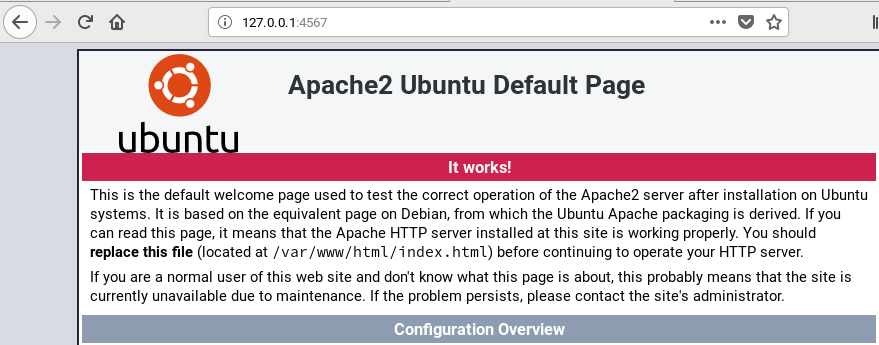 127.0.0.1:4567
Apache2 Ubuntu Default Page
ubuntu
It works!
This is the default welcome page used to test the correct operation of the Apache2 server after installation on Ubuntu
systems. It is based on the equivalent page on Debian, from which the Ubuntu Apache packaging is derived. If you
can read this page, it means that the Apache HTTP server installed at this site is working properly. You should
replace this file (located at /var/www/html/index.html) before continuing to operate your HTTP server.
If you are a normal user of this web site and don't know what this page is about, this probably means that the site is
currently unavailable due to maintenance. If the problem persists, please contact the site's administrator.
Configuration Overview